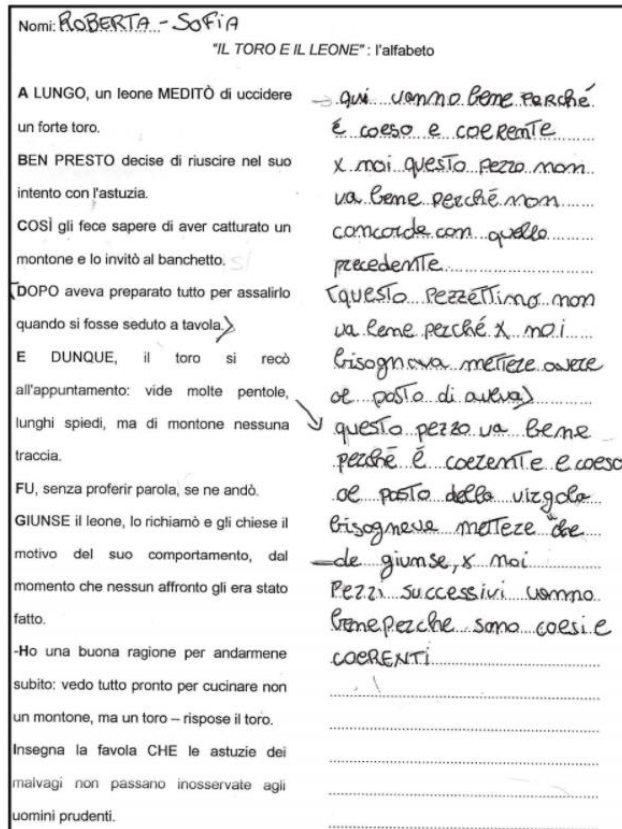 Nomi: ROBERTA - SOFIA
"IL TORO E IL LEONE" : l'alfabeto
A LUNGO, un leone MEDITÒ di uccidere
un forte toro.
BEN PRESTO decise di riuscire nel suo
intento con l'astuzia.
COSÌ gli fece sapere di aver catturato un
montone e lo invitò al banchetto.
(DOPO aveva preparato tutto per assalirlo
quando si fosse seduto a tavola.)
E DUNQUE, il toro si recò
all'appuntamento: vide molte pentole,
lunghi spiedi, ma di montone nessuna
traccia.
FU, senza proferir parola, se ne andò.
GIUNSE il leone, lo richiamò e gli chiese il
motivo del suo comportamento, dal
momento che nessun affronto gli era stato
fatto.
-Ho una buona ragione per andarmene
subito: vedo tutto pronto per cucinare non
un montone, ma un toro – rispose il toro.
Insegna la favola CHE le astuzie dei
malvagi non passano inosservate agli
uomini prudenti.
→ qui vanno bene PERCHÉ
È coeso e COERENTE
x noi questo pezzo non
va bene perché non
concorda con quello
precedente
(questo pezzettino non
va bene perché x noi
bisognava mettere avere
al posto di aveva)
questo pezzo va bene
perché è coerente e coeso
al posto della virgola
bisogneva mettere "che
de giunse, x noi
Pezzi successivi vanno
bene perche sono coesi e
COERENTI